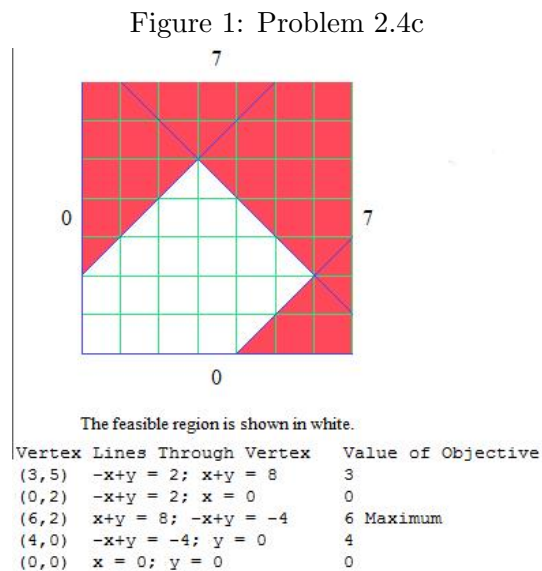 Figure 1: Problem 2.4c
7
0
7
0
The feasible region is shown in white.
Vertex Lines Through Vertex Value of Objective
(3,5) -x+y = 2; x+y = 8 3
(0,2) -x+y = 2; x = 0 0
(6,2) x+y = 8; -x+y = -4 6 Maximum
(4,0) -x+y = -4; y = 0 4
(0,0) x = 0; y = 0 0